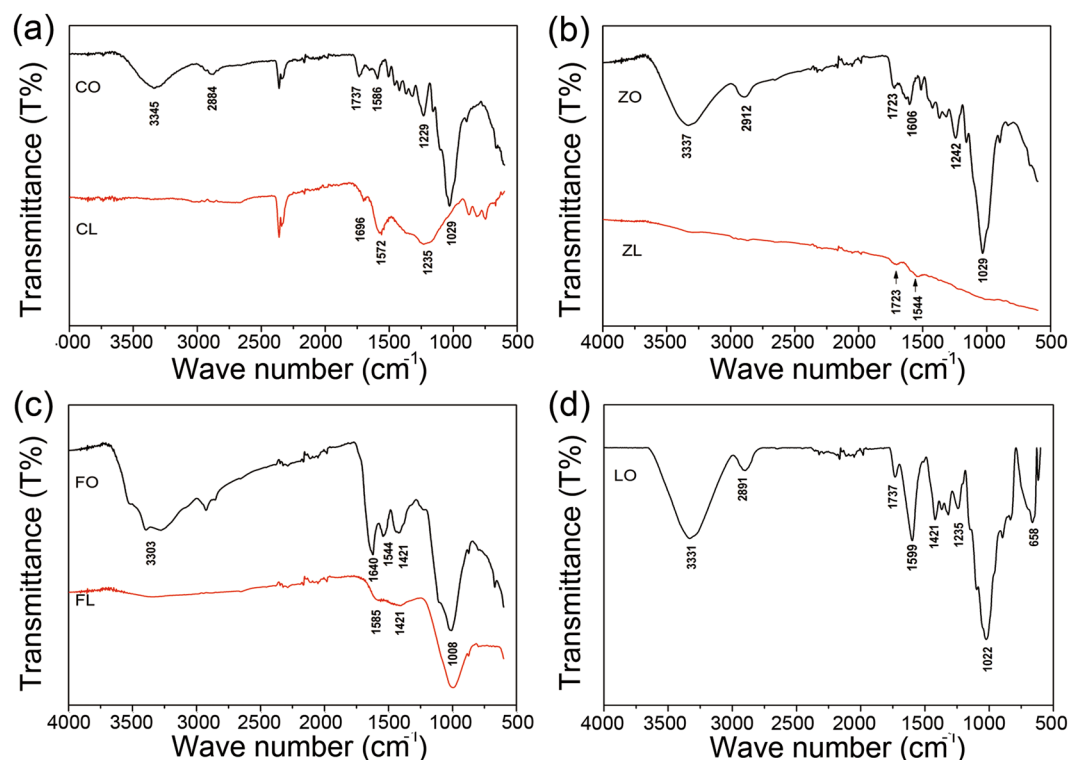 (a)
Transmittance (T%)
CO
3345
2884
1737
1586
1229
1029
CL
1696
1572
1235
·000 3500 3000 2500 2000 1500 1000 500
Wave number (cm⁻¹)
(b)
Transmittance (T%)
ZO
3337
2912
1723
1606
1242
1029
ZL
1723
1544
4000 3500 3000 2500 2000 1500 1000 500
Wave number (cm⁻¹)
(c)
Transmittance (T%)
FO
3303
1640
1544
1421
FL
1585
1421
1008
4000 3500 3000 2500 2000 1500 1000 500
Wave number (cm⁻¹)
(d)
Transmittance (T%)
LO
3331
2891
1737
1599
1421
1235
1022
658
4000 3500 3000 2500 2000 1500 1000 500
Wave number (cm⁻¹)